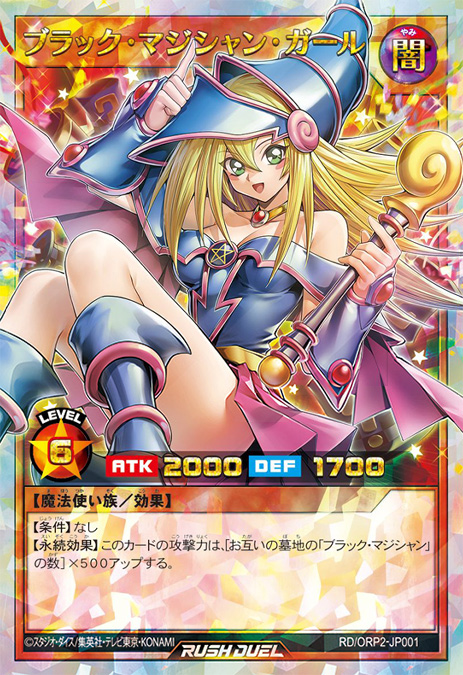 ブラック・マジシャン・ガール
やみ
闇
LEVEL
6
ATK 2000 DEF 1700
【魔法使い族/効果】
【条件】なし
【永続効果】このカードの攻撃力は、[お互いの墓地の「ブラック・マジシャン」
の数]×500アップする。
©スタジオ・ダイス/集英社・テレビ東京・KONAMI
RUSH DUEL
RD/ORP2-JP001